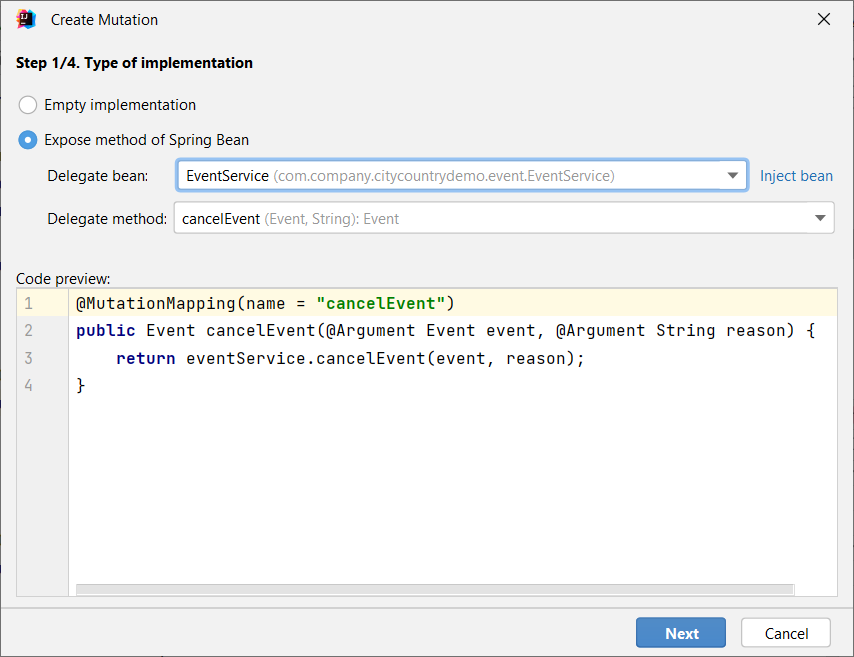 Create Mutation
Step 1/4. Type of implementation
Empty implementation
Expose method of Spring Bean
Delegate bean: EventService (com.company.citycountrydemo.event.EventService) Inject bean
Delegate method: cancelEvent (Event, String): Event
Code preview:
1 @MutationMapping(name = "cancelEvent")
2 public Event cancelEvent(@Argument Event event, @Argument String reason) {
3 return eventService.cancelEvent(event, reason);
4 }
Next Cancel